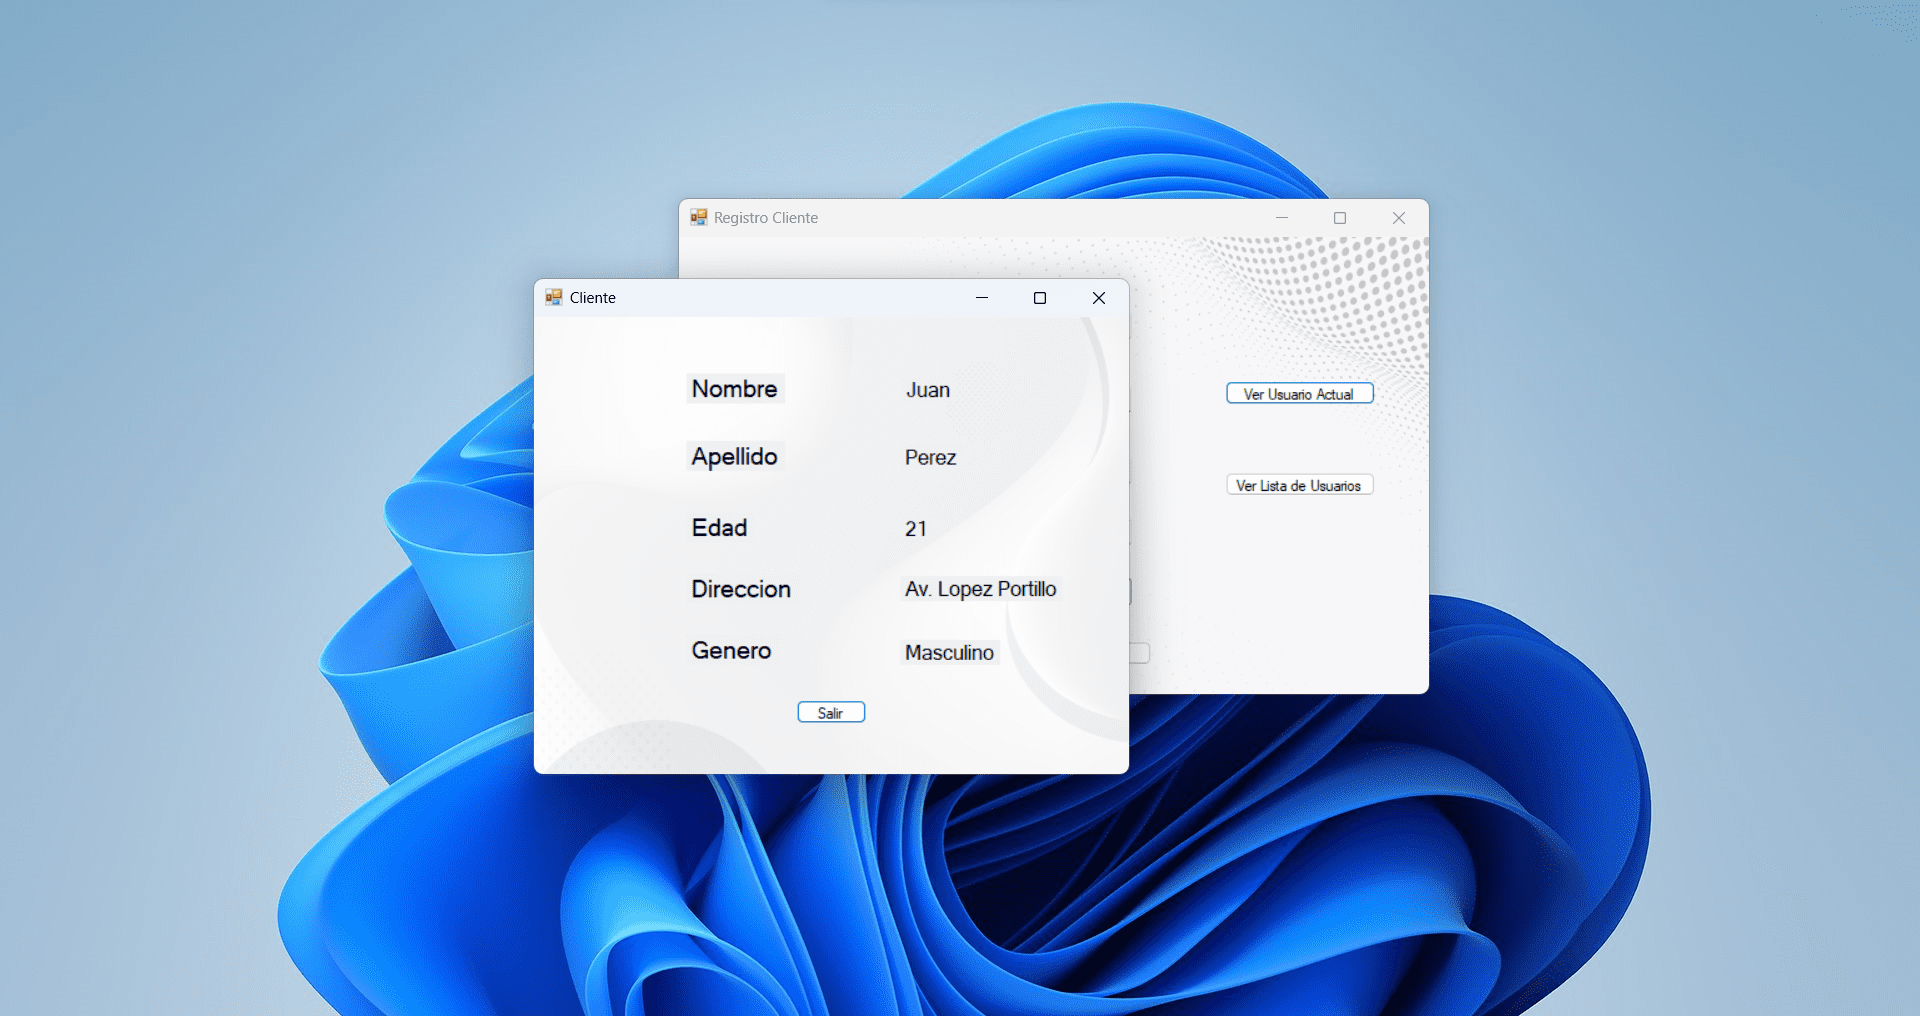 Registro Cliente
Cliente
Nombre Juan
Apellido Perez
Edad 21
Direccion Av. Lopez Portillo
Genero Masculino
Salir
Ver Usuario Actual
Ver Lista de Usuarios